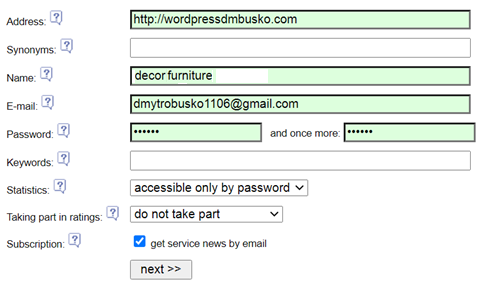 Address: ? http://wordpressdmbusko.com
Synonyms: ?
Name: ? decor furniture
E-mail: ? dmytrobusko1106@gmail.com
Password: ? •••••• and once more: ••••••
Keywords: ?
Statistics: ? accessible only by password
Taking part in ratings: ? do not take part
Subscription: ? get service news by email
next >>